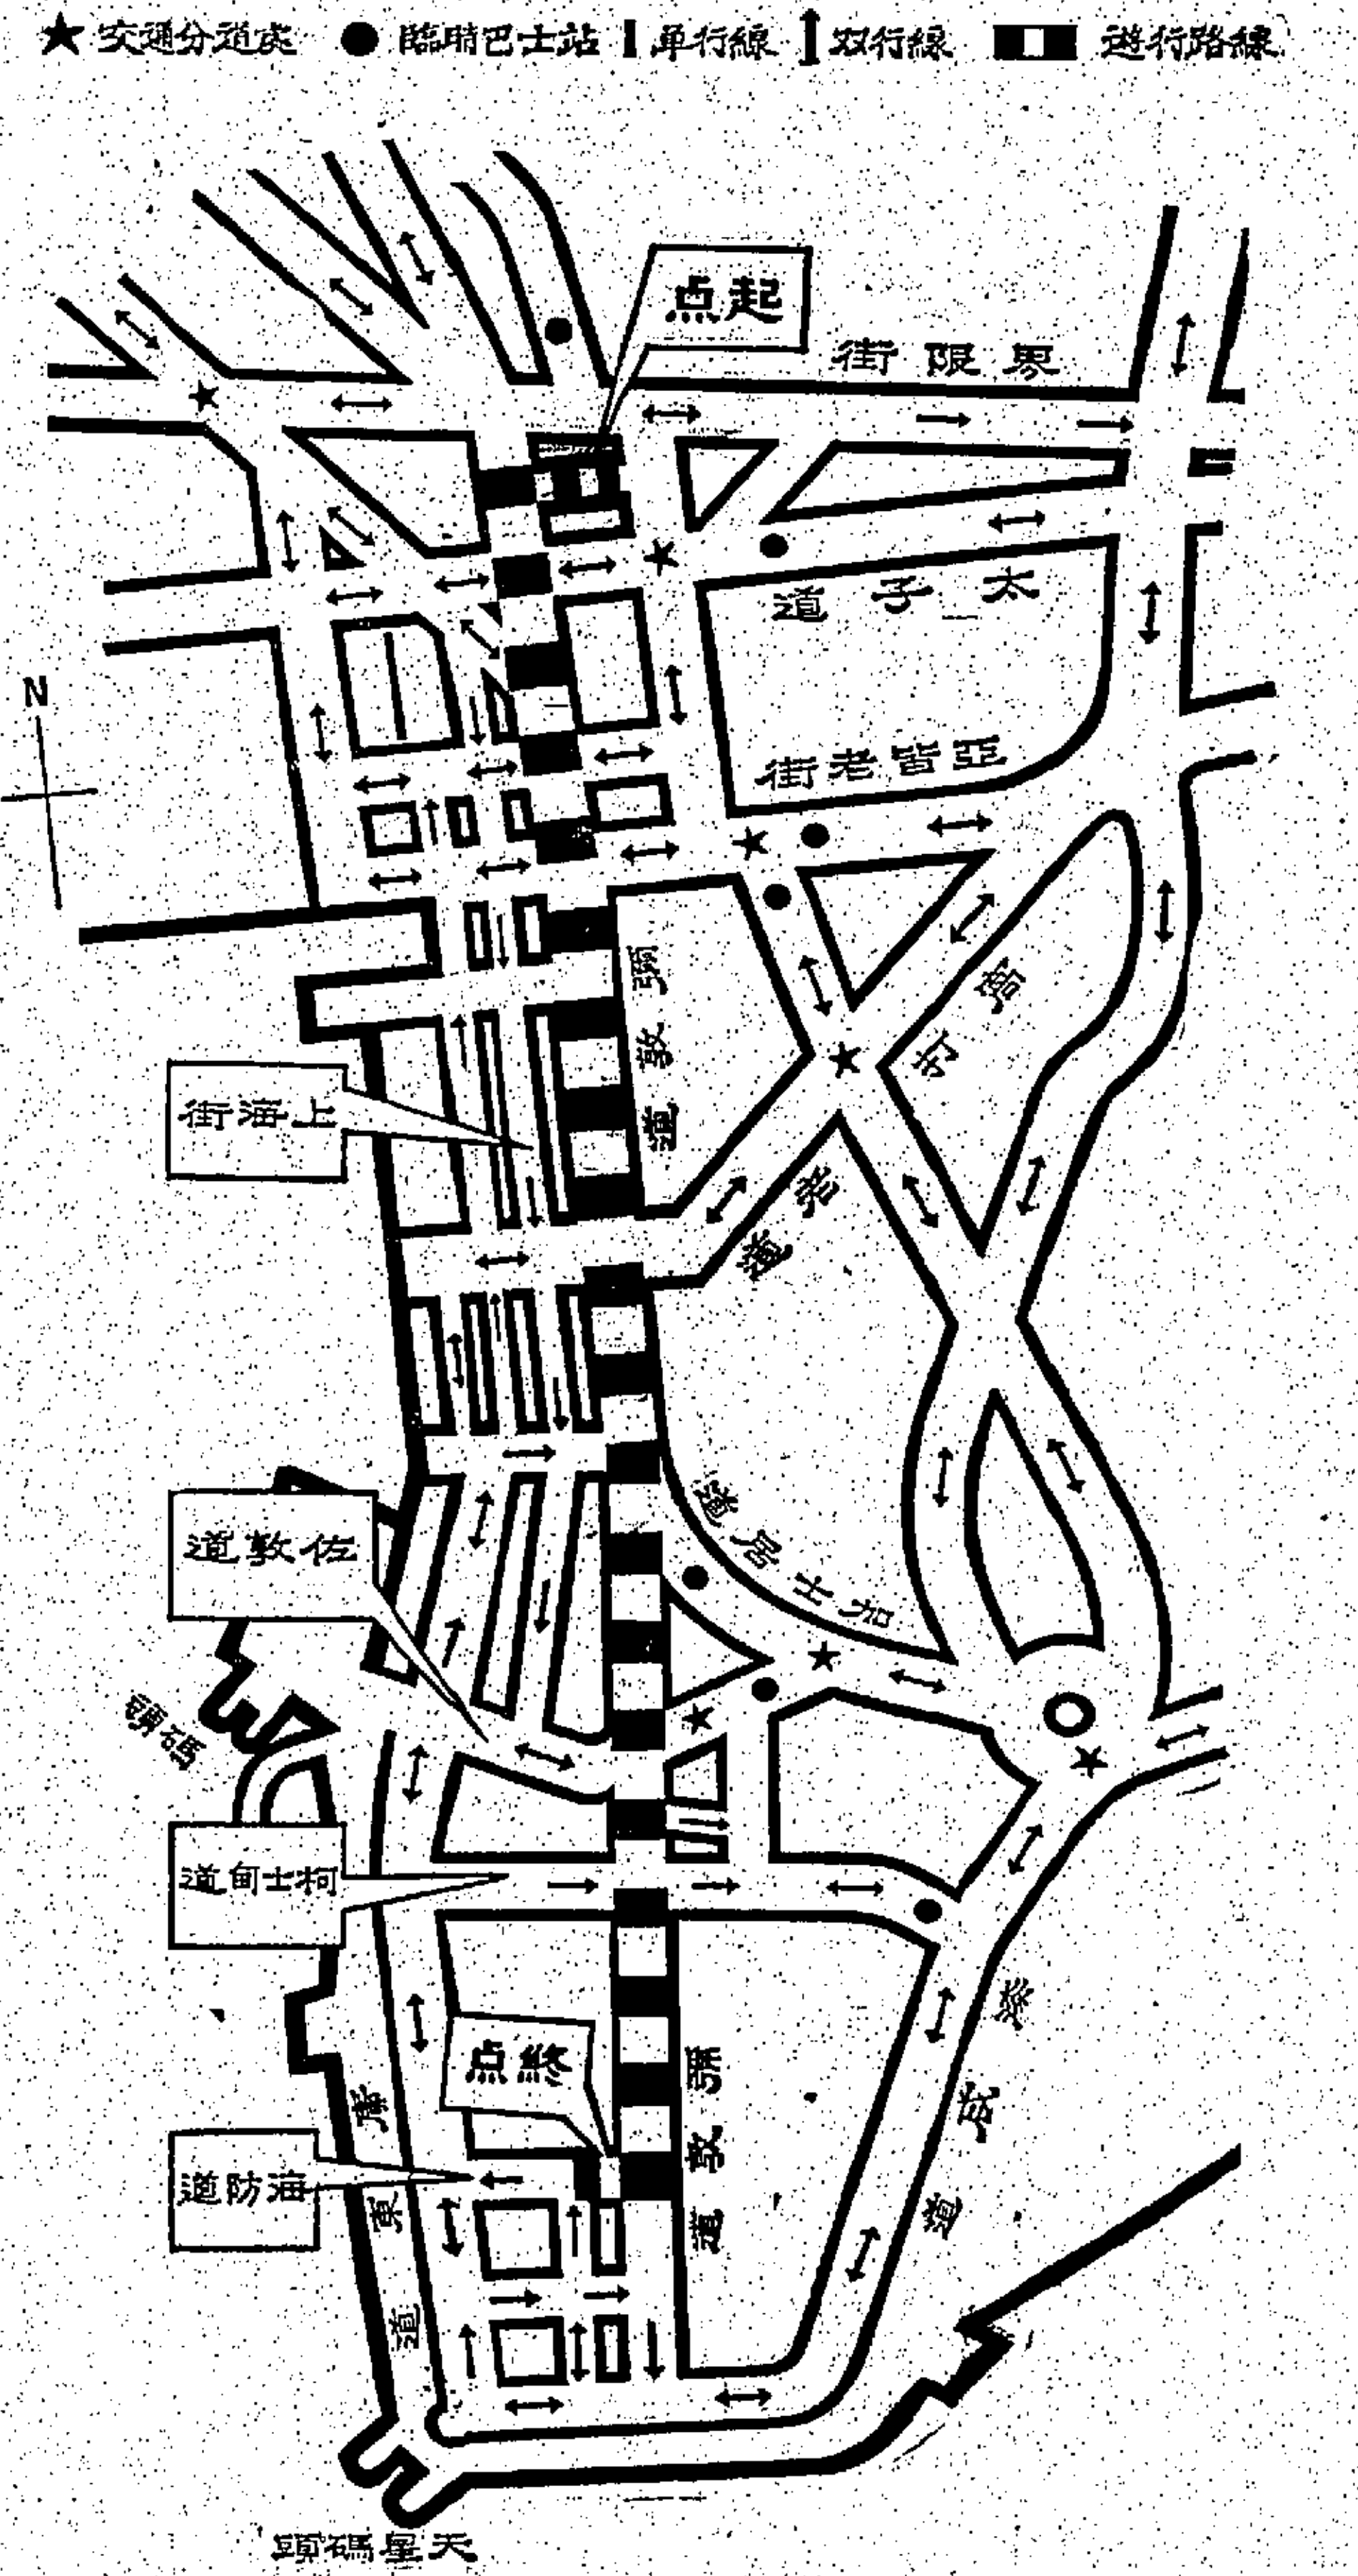 交通分道處
臨時巴士站
单行線
双行線
遊行路線
起点
界限街
太子道
N
亞皆老街
彌敦道
窩打老道
上海街
加士居道
佐敦道
碼頭
柯士甸道
漆咸道
終点
彌敦道
廣東道
海防道
天星碼頭